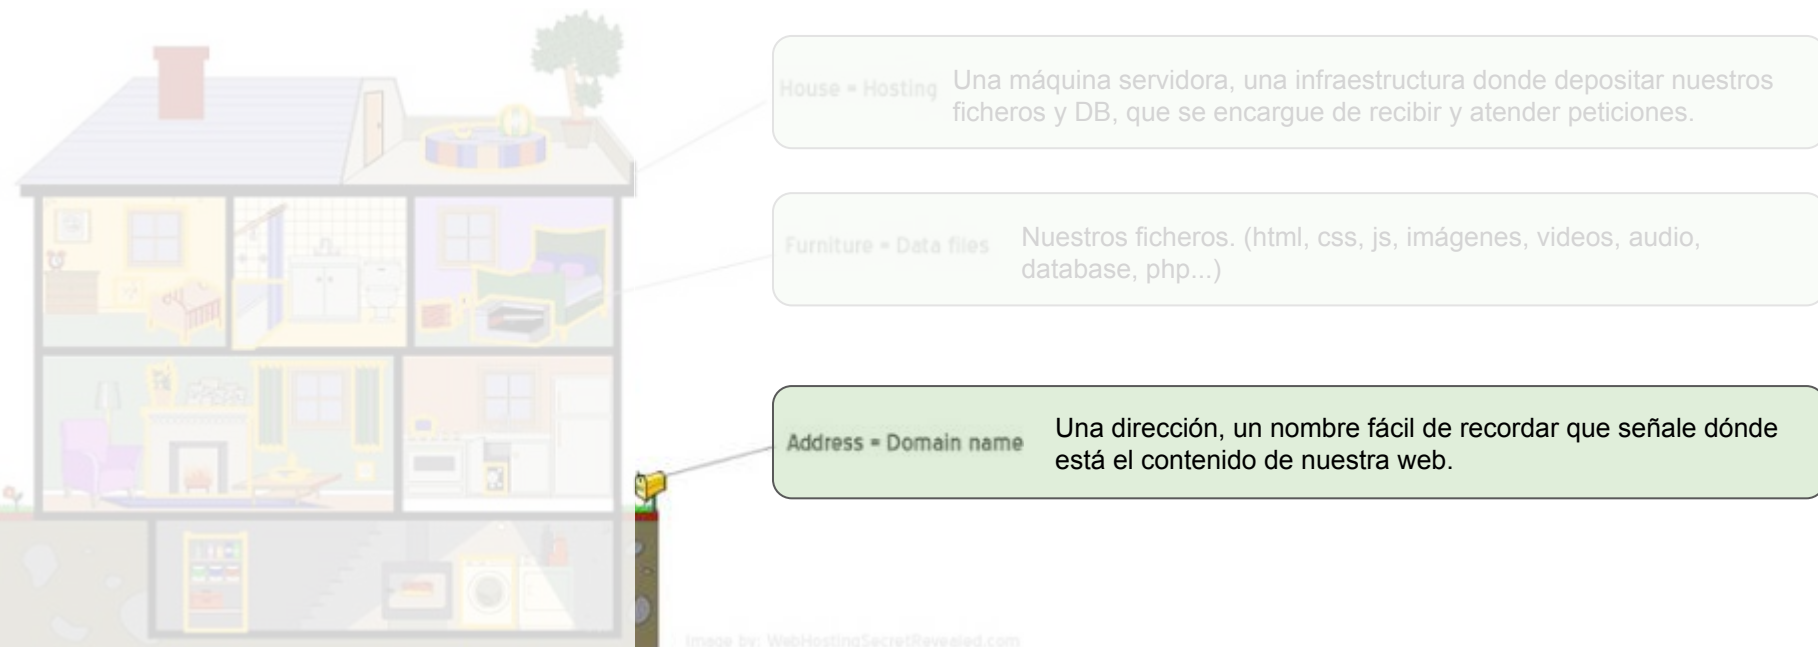 House = Hosting
Una máquina servidora, una infraestructura donde depositar nuestros
ficheros y DB, que se encargue de recibir y atender peticiones.
Furniture = Data files
Nuestros ficheros. (html, css, js, imágenes, videos, audio,
database, php...)
Address = Domain name
Una dirección, un nombre fácil de recordar que señale dónde
está el contenido de nuestra web.
Image by: WebHostingSecretRevealed.com